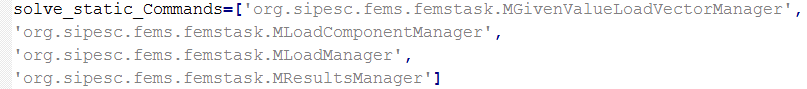 solve_static_Commands=['org.sipesc.fems.femstask.MGivenValueLoadVectorManager',
'org.sipesc.fems.femstask.MLoadComponentManager',
'org.sipesc.fems.femstask.MLoadManager',
'org.sipesc.fems.femstask.MResultsManager']